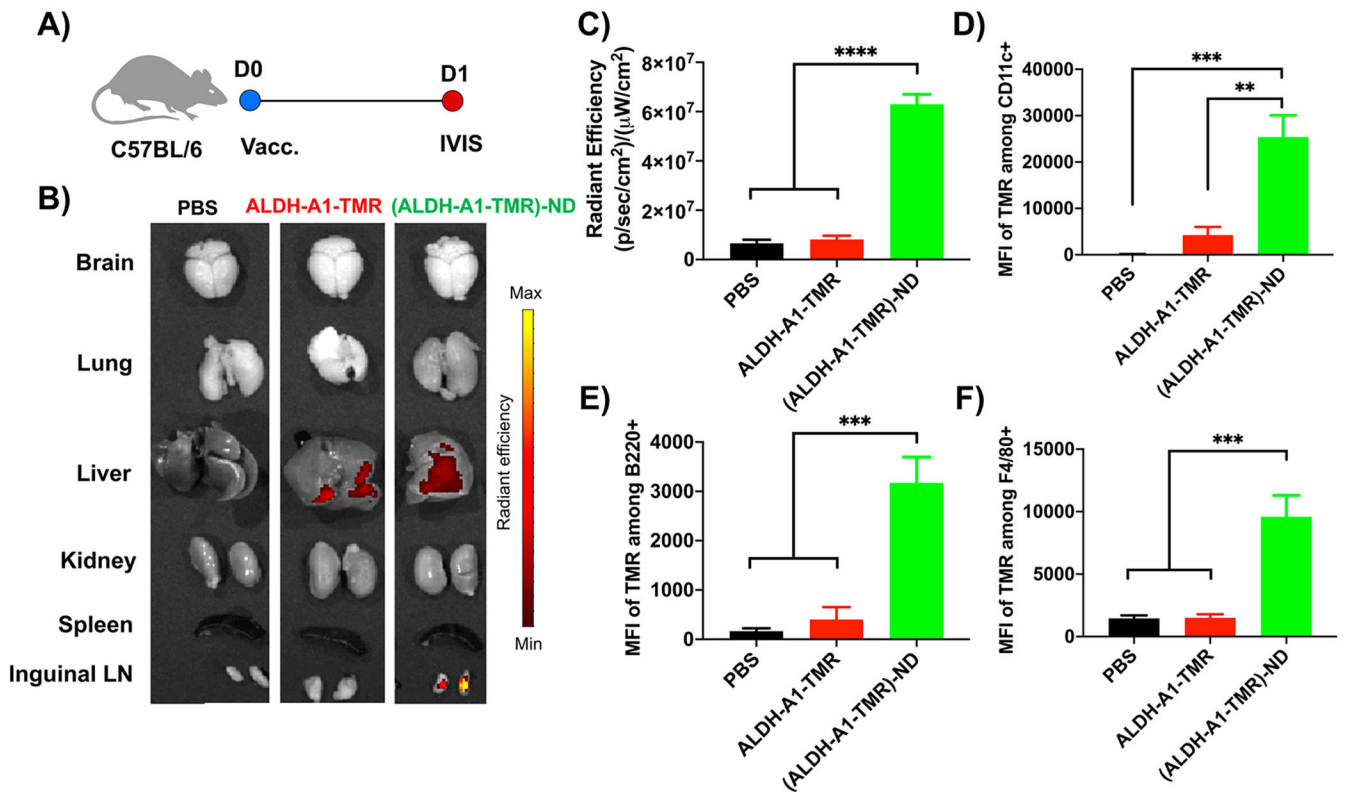 A)
D0
D1
Vacc.
IVIS
C57BL/6
B)
PBS
ALDH-A1-TMR
(ALDH-A1-TMR)-ND
Brain
Lung
Liver
Kidney
Spleen
Inguinal LN
Max
Radiant efficiency
Min
C)
Radiant Efficiency
(p/sec/cm²)/(μW/cm²)
8×10⁷
6×10⁷
4×10⁷
2×10⁷
0
****
PBS
ALDH-A1-TMR
(ALDH-A1-TMR)-ND
D)
MFI of TMR among CD11c+
40000
30000
20000
10000
0
***
**
PBS
ALDH-A1-TMR
(ALDH-A1-TMR)-ND
E)
MFI of TMR among B220+
4000
3000
2000
1000
0
***
PBS
ALDH-A1-TMR
(ALDH-A1-TMR)-ND
F)
MFI of TMR among F4/80+
15000
10000
5000
0
***
PBS
ALDH-A1-TMR
(ALDH-A1-TMR)-ND